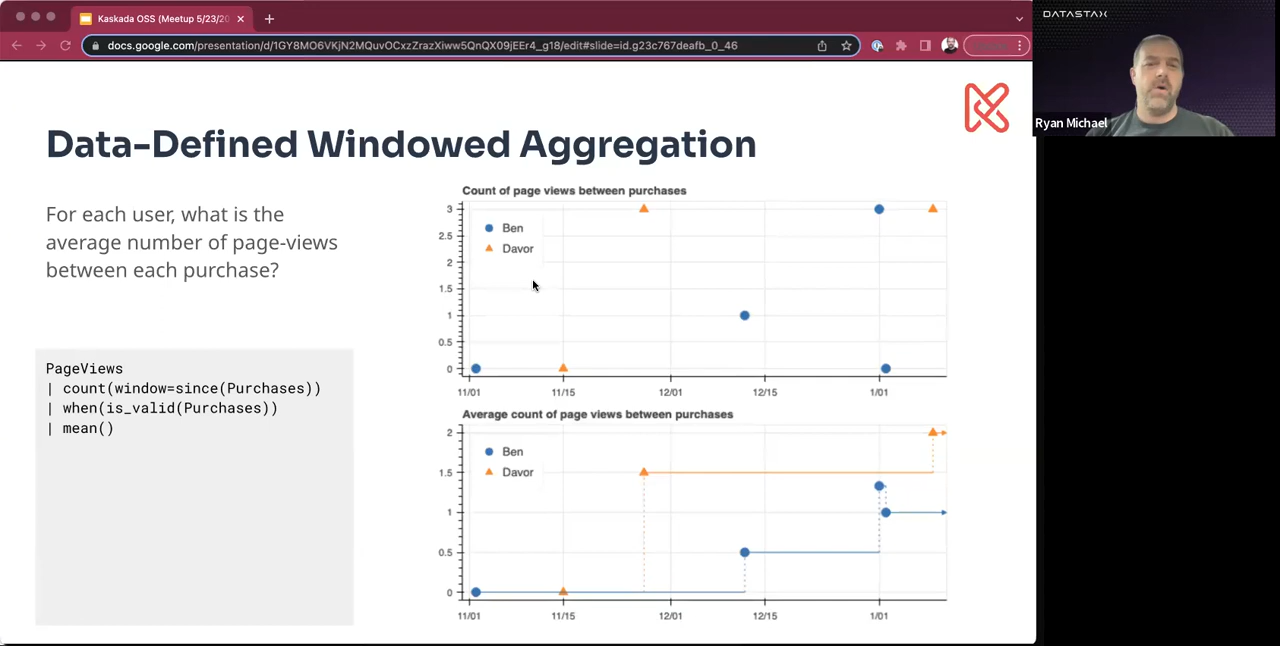 Kaskada OSS (Meetup 5/23/20
docs.google.com/presentation/d/1GY8MO6VKjN2MQuvOCxzZrazXiww5QnQX09jEEr4_g18/edit#slide=id.g23c767deafb_0_46
DATASTAX
Ryan Michael
Data-Defined Windowed Aggregation
For each user, what is the
average number of page-views
between each purchase?
PageViews
| count(window=since(Purchases))
| when(is_valid(Purchases))
| mean()
Count of page views between purchases
3
2.5
2
1.5
1
0.5
0
Ben
Davor
11/01 11/15 12/01 12/15 1/01
Average count of page views between purchases
2
1.5
1
0.5
0
Ben
Davor
11/01 11/15 12/01 12/15 1/01